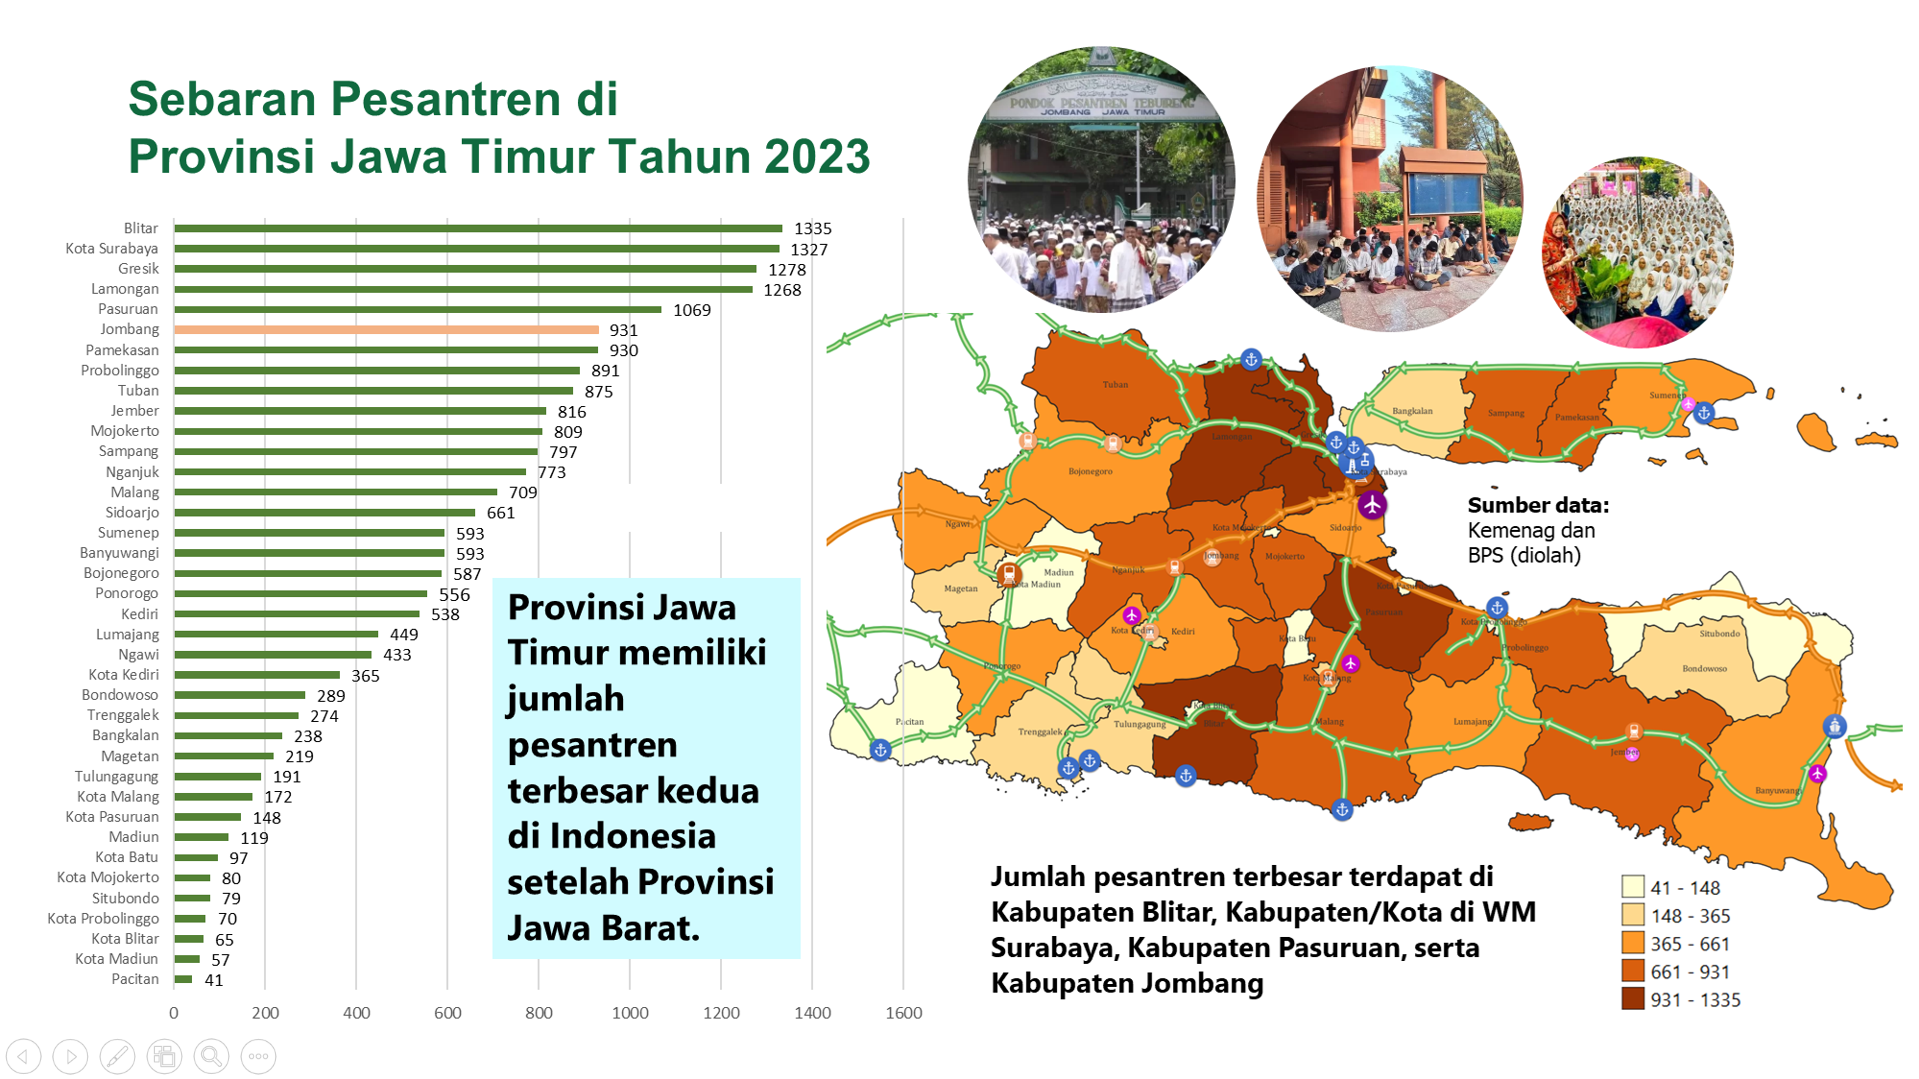 Sebaran Pesantren di
Provinsi Jawa Timur Tahun 2023
PONDOK PESANTREN TEBUIRENG
JOMBANG JAWA TIMUR
Blitar 1335
Kota Surabaya 1327
Gresik 1278
Lamongan 1268
Pasuruan 1069
Jombang 931
Pamekasan 930
Probolinggo 891
Tuban 875
Jember 816
Mojokerto 809
Sampang 797
Nganjuk 773
Malang 709
Sidoarjo 661
Sumenep 593
Banyuwangi 593
Bojonegoro 587
Ponorogo 556
Kediri 538
Lumajang 449
Ngawi 433
Kota Kediri 365
Bondowoso 289
Trenggalek 274
Bangkalan 238
Magetan 219
Tulungagung 191
Kota Malang 172
Kota Pasuruan 148
Madiun 119
Kota Batu 97
Kota Mojokerto 80
Situbondo 79
Kota Probolinggo 70
Kota Blitar 65
Kota Madiun 57
Pacitan 41
0 200 400 600 800 1000 1200 1400 1600
Provinsi Jawa
Timur memiliki
jumlah
pesantren
terbesar kedua
di Indonesia
setelah Provinsi
Jawa Barat.
Tuban
Bangkalan
Sampang
Pamekasan
Sumenep
Lamongan
Bojonegoro
Ngawi
Kota Mojokerto
Sidoarjo
Jombang
Mojokerto
Nganjuk
Madiun
Kota Madiun
Magetan
Pasuruan
Kota Kediri
Kediri
Kota Batu
Kota Probolinggo
Probolinggo
Situbondo
Bondowoso
Ponorogo
Kota Malang
Kota Blitar
Blitar
Pacitan
Trenggalek
Tulungagung
Malang
Lumajang
Jember
Banyuwangi
Sumber data:
Kemenag dan
BPS (diolah)
Jumlah pesantren terbesar terdapat di
Kabupaten Blitar, Kabupaten/Kota di WM
Surabaya, Kabupaten Pasuruan, serta
Kabupaten Jombang
41 - 148
148 - 365
365 - 661
661 - 931
931 - 1335